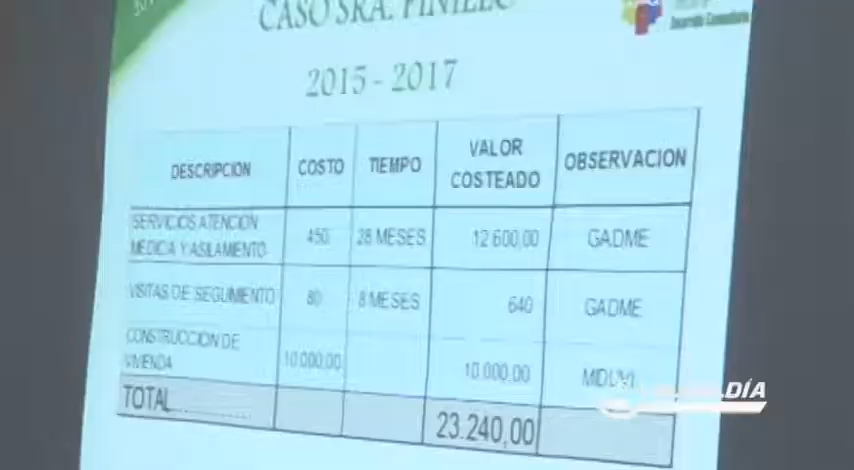 CASO SRA.
2015 - 2017
DESCRIPCION COSTO TIEMPO VALOR COSTEADO OBSERVACION
SERVICIOS ATENCION
MEDICA Y ASILAMIENTO 450 28 MESES 12 600,00 GADME
VISITAS DE SEGUIMIENTO 80 8 MESES 640 GADME
CONSTRUCCION DE
VIVIENDA 10.000,00 10.000,00 MIDUVI
TOTAL 23.240,00
DÍA